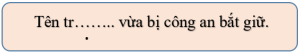 Tên tr…….. vừa bị công an bắt giữ.